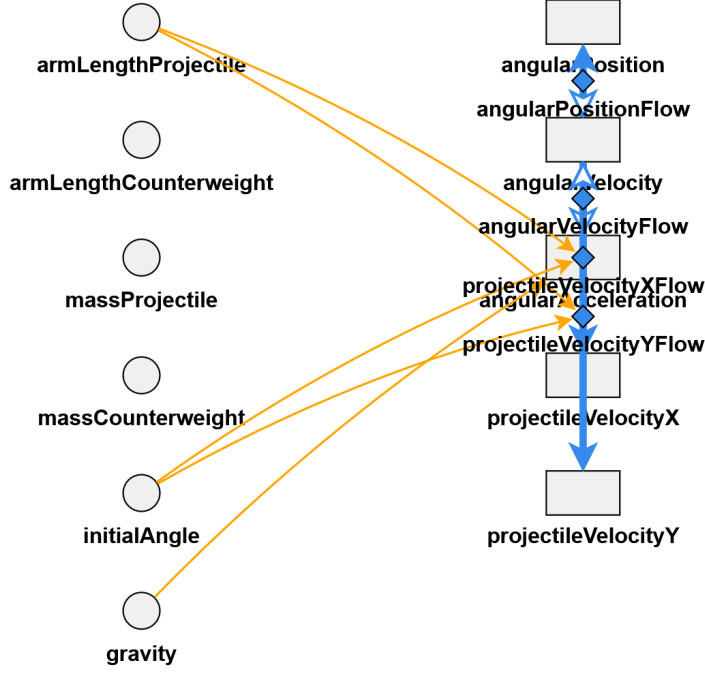 armLengthProjectile
armLengthCounterweight
massProjectile
massCounterweight
initialAngle
gravity
angularPosition
angularPositionFlow
angularVelocity
angularVelocityFlow
projectileVelocityXFlow
angularAcceleration
projectileVelocityYFlow
projectileVelocityX
projectileVelocityY